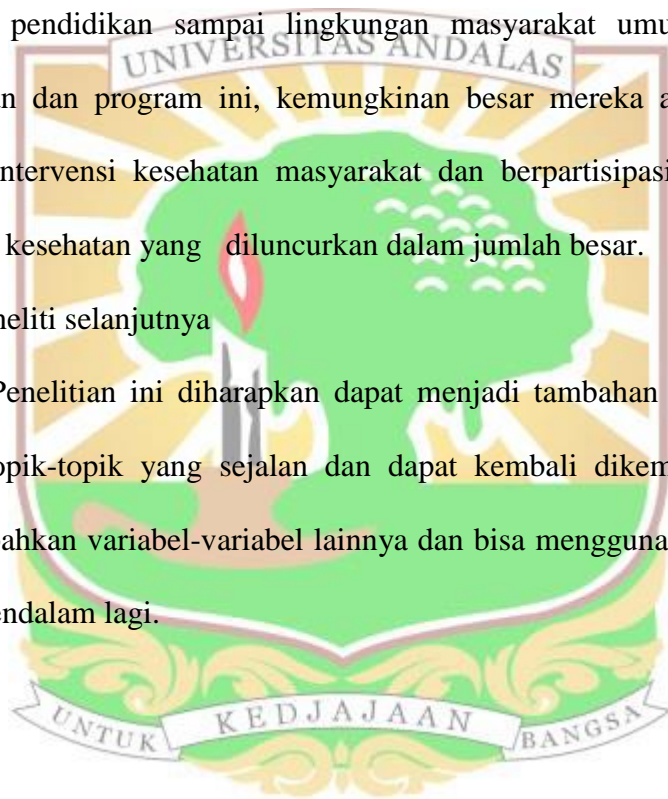 pendidikan sampai lingkungan masyarakat umu
UNIVERSITAS ANDALAS
an dan program ini, kemungkinan besar mereka a
ntervensi kesehatan masyarakat dan berpartisipasi
kesehatan yang diluncurkan dalam jumlah besar.
neliti selanjutnya
Penelitian ini diharapkan dapat menjadi tambahan
opik-topik yang sejalan dan dapat kembali dikem
ahkan variabel-variabel lainnya dan bisa mengguna
endalam lagi.
UNTUK KEDJAJAAN BANGSA